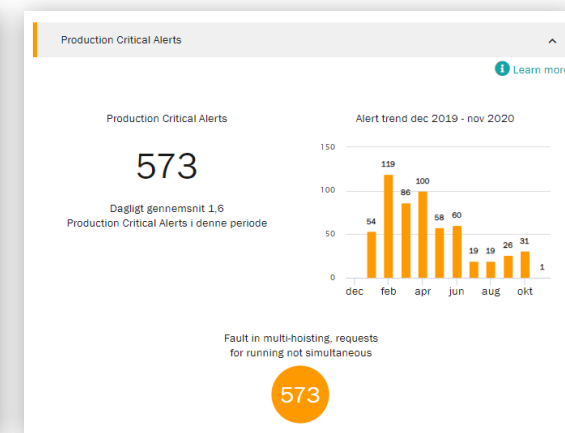 Production Critical Alerts
Learn more
Production Critical Alerts
573
Dagligt gennemsnit 1,6
Production Critical Alerts i denne periode
Alert trend dec 2019 - nov 2020
150
100
50
0
54
119
86
100
58
60
19
19
26
31
1
dec
feb
apr
jun
aug
okt
Fault in multi-hoisting, requests
for running not simultaneous
573